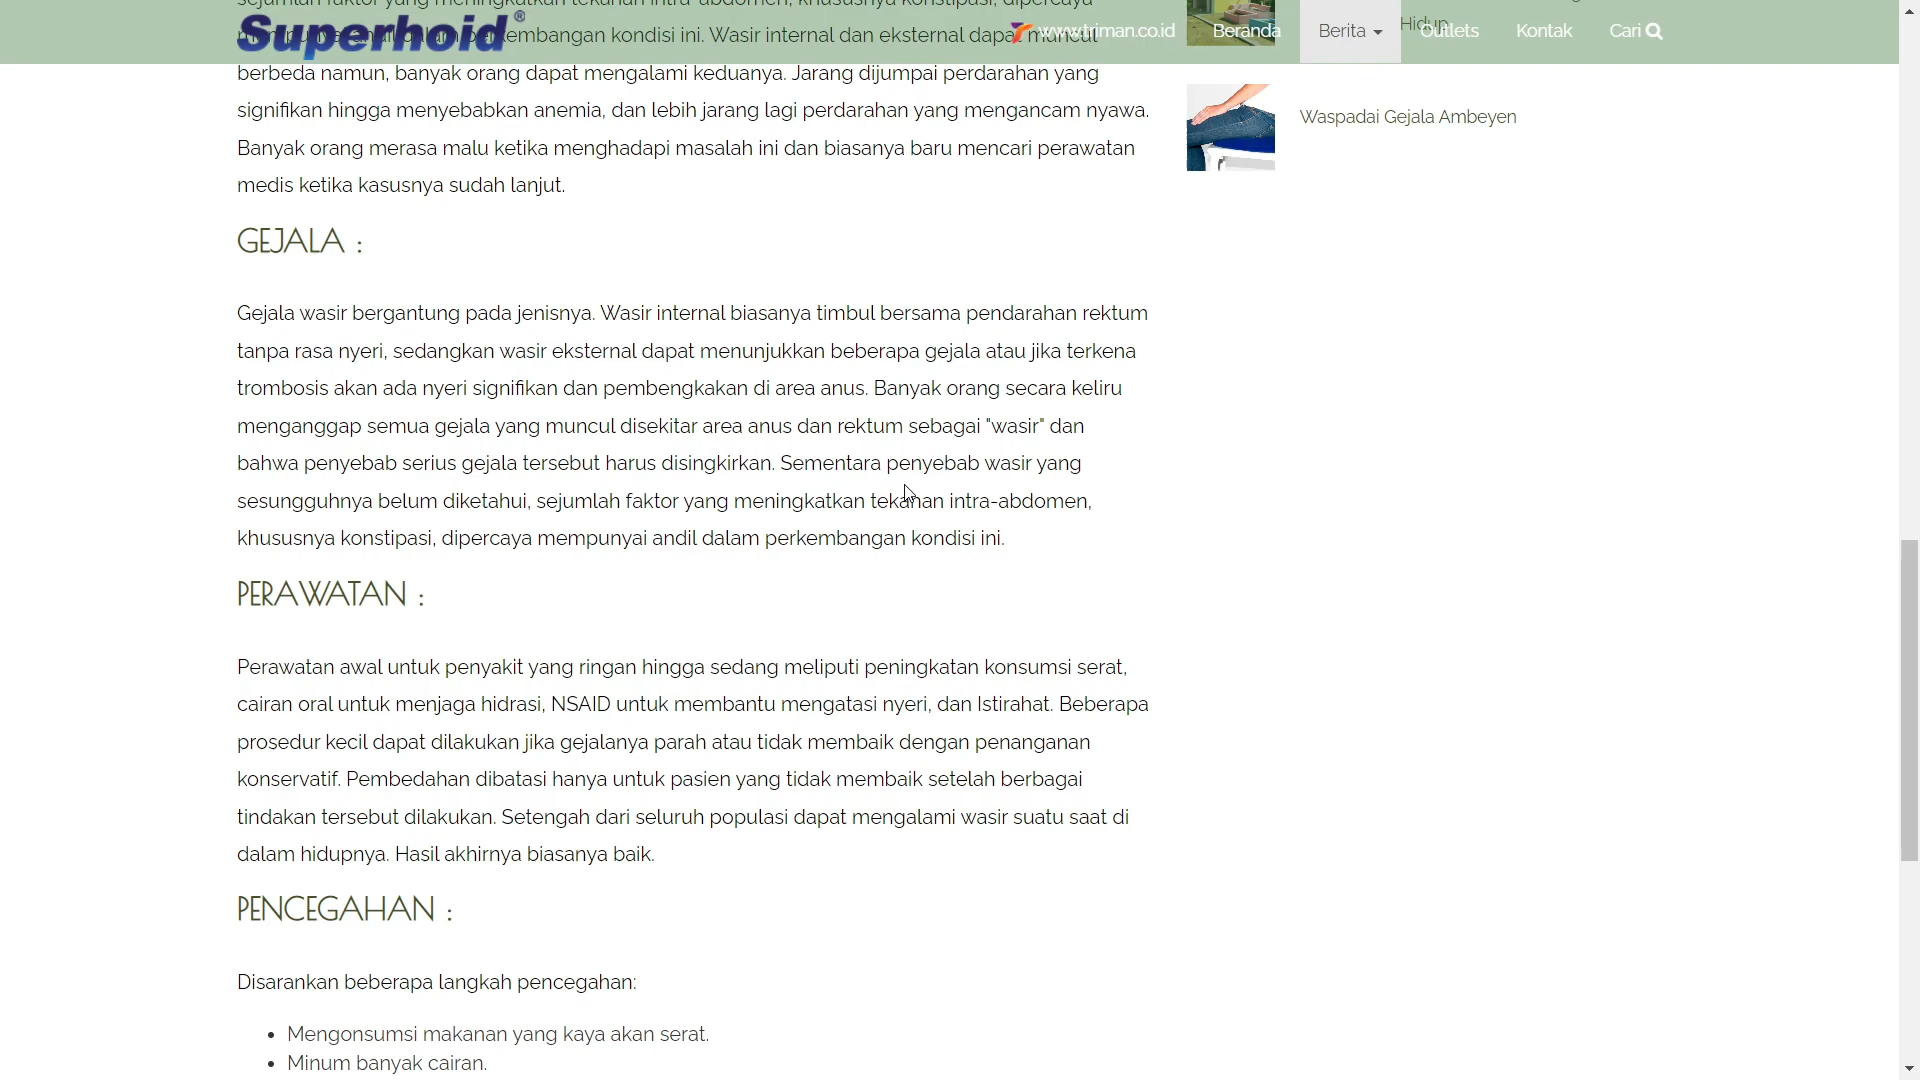 Superhoid®
www.triman.co.id
Beranda
Berita
Outlets
Kontak
Cari
Hidup
berbeda namun, banyak orang dapat mengalami keduanya. Jarang dijumpai perdarahan yang
signifikan hingga menyebabkan anemia, dan lebih jarang lagi perdarahan yang mengancam nyawa.
Banyak orang merasa malu ketika menghadapi masalah ini dan biasanya baru mencari perawatan
medis ketika kasusnya sudah lanjut.
Waspadai Gejala Ambeyen
GEJALA :
Gejala wasir bergantung pada jenisnya. Wasir internal biasanya timbul bersama pendarahan rektum
tanpa rasa nyeri, sedangkan wasir eksternal dapat menunjukkan beberapa gejala atau jika terkena
trombosis akan ada nyeri signifikan dan pembengkakan di area anus. Banyak orang secara keliru
menganggap semua gejala yang muncul disekitar area anus dan rektum sebagai "wasir" dan
bahwa penyebab serius gejala tersebut harus disingkirkan. Sementara penyebab wasir yang
sesungguhnya belum diketahui, sejumlah faktor yang meningkatkan tekanan intra-abdomen,
khususnya konstipasi, dipercaya mempunyai andil dalam perkembangan kondisi ini.
PERAWATAN :
Perawatan awal untuk penyakit yang ringan hingga sedang meliputi peningkatan konsumsi serat,
cairan oral untuk menjaga hidrasi, NSAID untuk membantu mengatasi nyeri, dan Istirahat. Beberapa
prosedur kecil dapat dilakukan jika gejalanya parah atau tidak membaik dengan penanganan
konservatif. Pembedahan dibatasi hanya untuk pasien yang tidak membaik setelah berbagai
tindakan tersebut dilakukan. Setengah dari seluruh populasi dapat mengalami wasir suatu saat di
dalam hidupnya. Hasil akhirnya biasanya baik.
PENCEGAHAN :
Disarankan beberapa langkah pencegahan:
• Mengonsumsi makanan yang kaya akan serat.
• Minum banyak cairan.